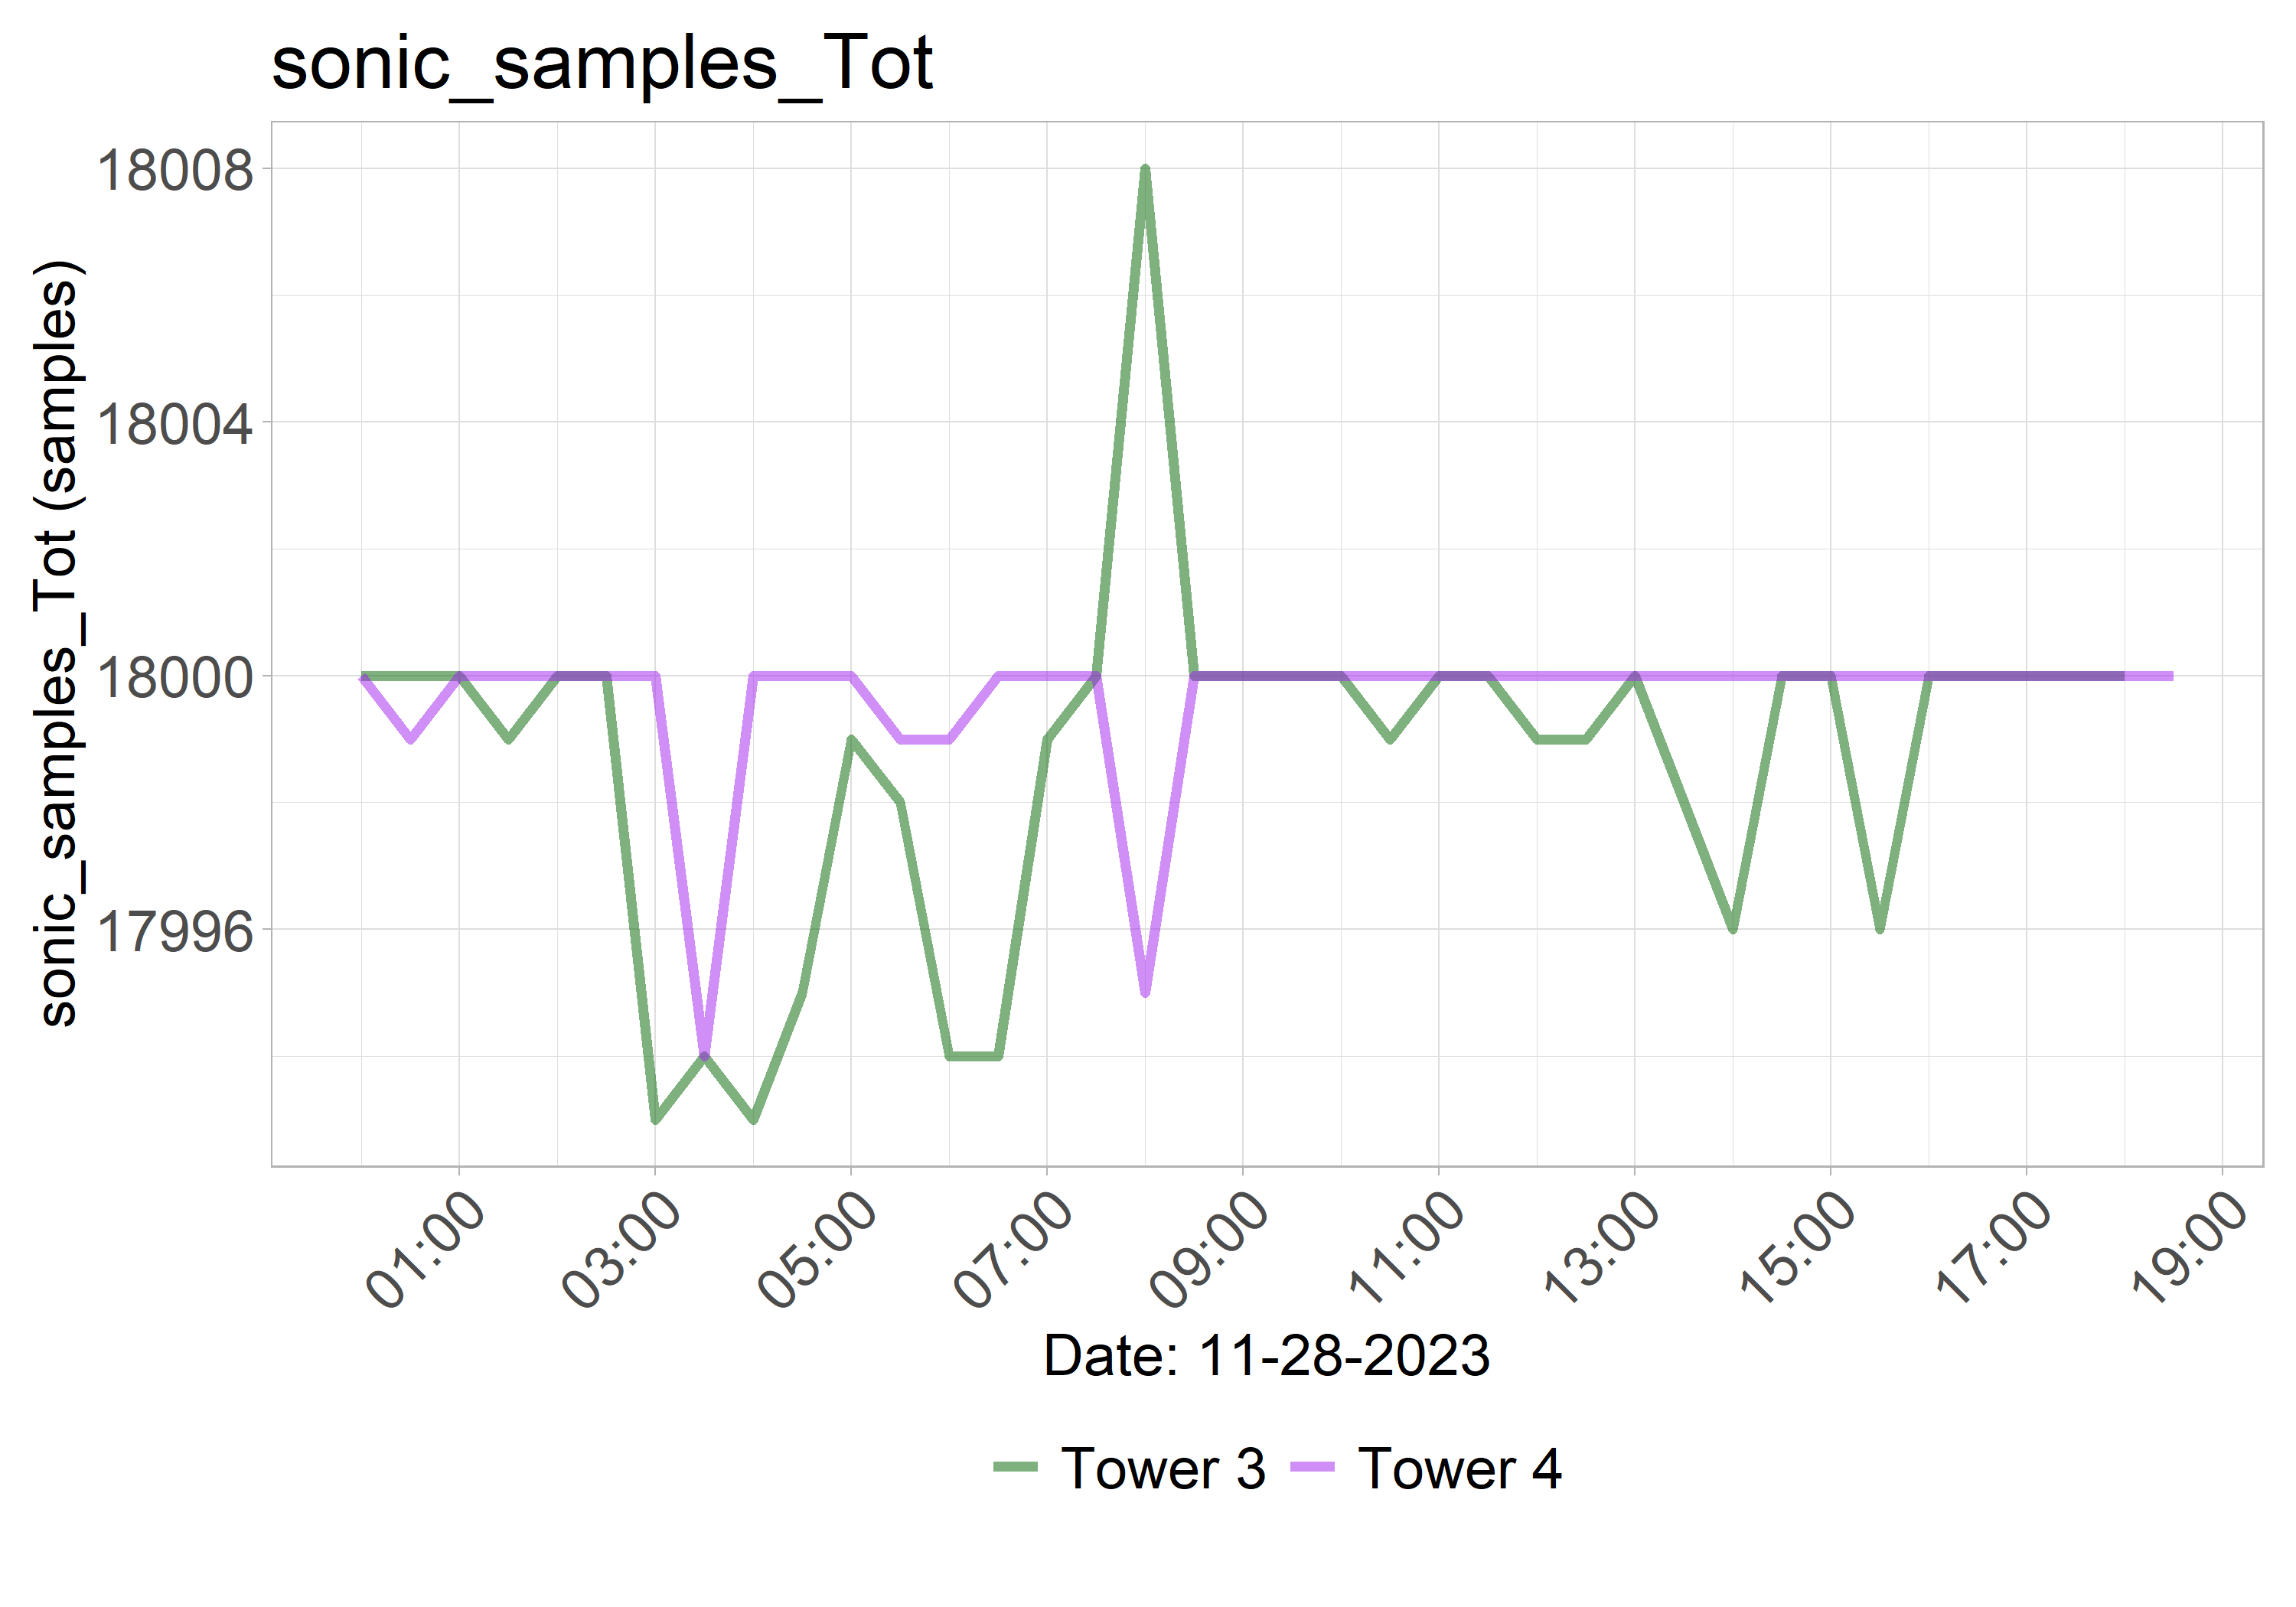 sonic_samples_Tot
sonic_samples_Tot (samples)
18008
18004
18000
17996
01:00 03:00 05:00 07:00 09:00 11:00 13:00 15:00 17:00 19:00
Date: 11-28-2023
Tower 3 Tower 4